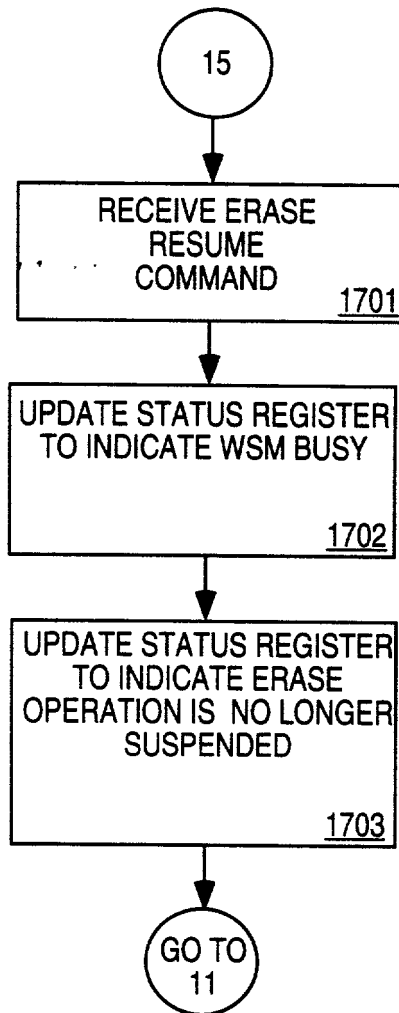 15
RECEIVE ERASE
RESUME
COMMAND
1701
UPDATE STATUS REGISTER
TO INDICATE WSM BUSY
1702
UPDATE STATUS REGISTER
TO INDICATE ERASE
OPERATION IS NO LONGER
SUSPENDED
1703
GO TO
11